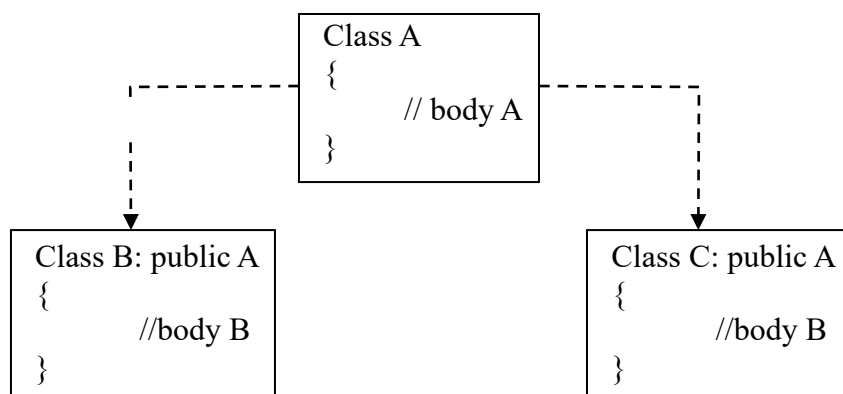 Class A
{
// body A
}
Class B: public A
{
//body B
}
Class C: public A
{
//body B
}